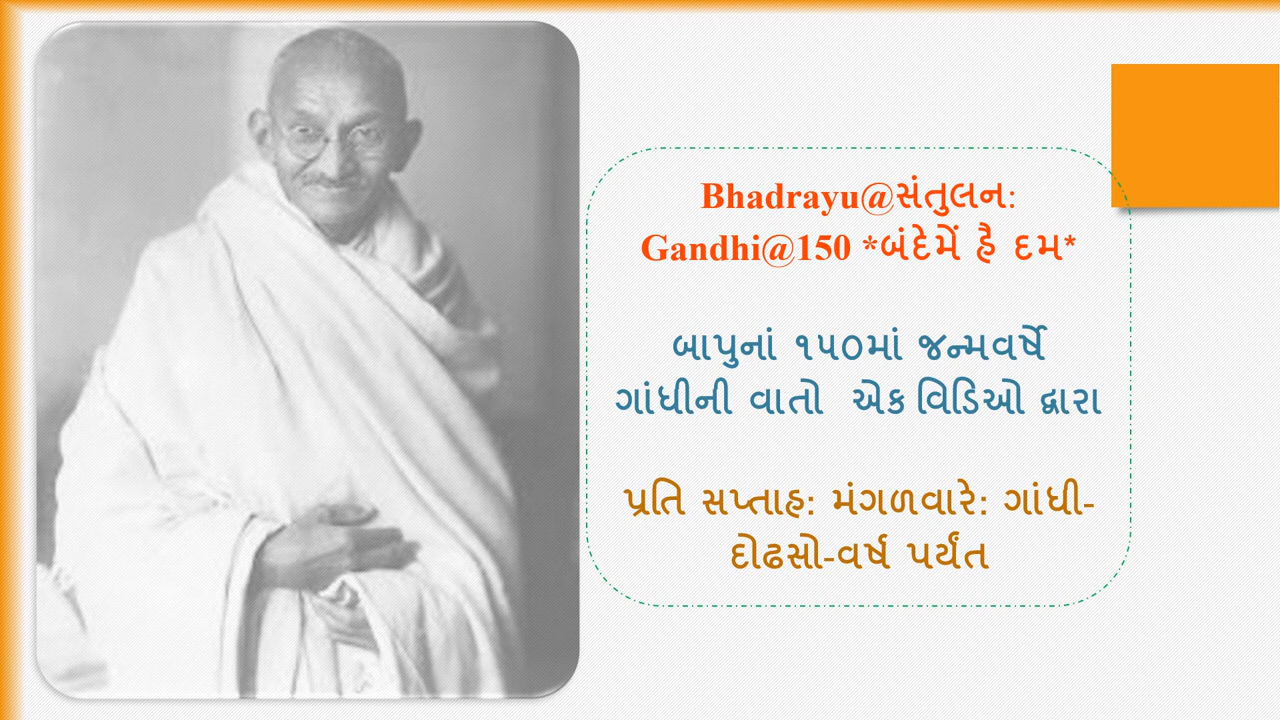 Bhadrayu@સંતુલન:
Gandhi@150 *બંદેમેં હૈ દમ*
બાપુનાં ૧૫૦માં જન્મવર્ષે
ગાંધીની વાતો એક વિડિઓ દ્વારા
પ્રતિ સપ્તાહ: મંગળવારે: ગાંધી-
દોઢસો-વર્ષ પર્યંત